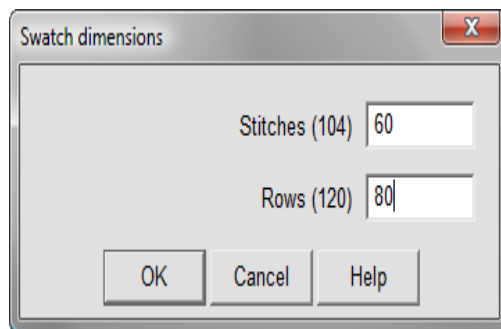 Swatch dimensions X
Stitches (104) 60
Rows (120) 80
OK Cancel Help